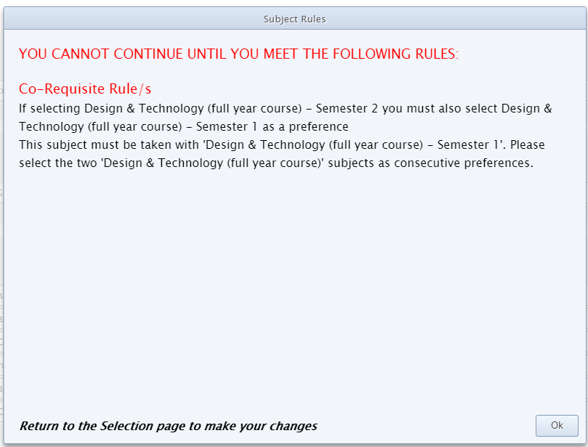 Subject Rules
YOU CANNOT CONTINUE UNTIL YOU MEET THE FOLLOWING RULES:
Co-Requisite Rule/s
If selecting Design & Technology (full year course) - Semester 2 you must also select Design &
Technology (full year course) - Semester 1 as a preference
This subject must be taken with 'Design & Technology (full year course) - Semester 1'. Please
select the two 'Design & Technology (full year course)' subjects as consecutive preferences.
Return to the Selection page to make your changes
Ok